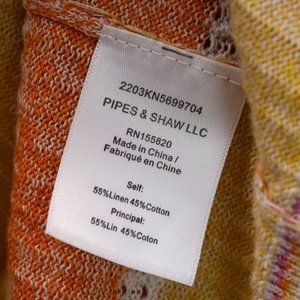 2203KN5699704
PIPES & SHAW LLC
RN155820
Made in China /
Fabriqué en Chine
Self:
55%Linen 45%Cotton
Principal:
55%Lin 45%Coton